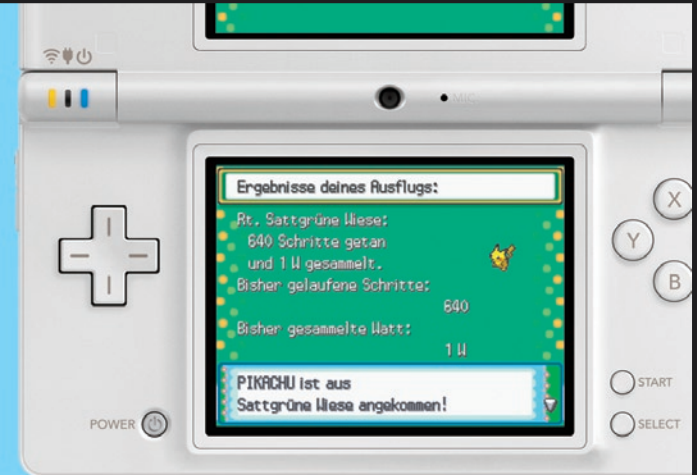 MIC
Ergebnisse deines Ausflugs:
Rt. Sattgrüne Wiese:
640 Schritte getan
und 1 W gesammelt.
Bisher gelaufene Schritte:
640
Bisher gesammelte Watt:
1 W
PIKACHU ist aus
Sattgrüne Wiese angekommen!
X
Y
B
START
SELECT
POWER